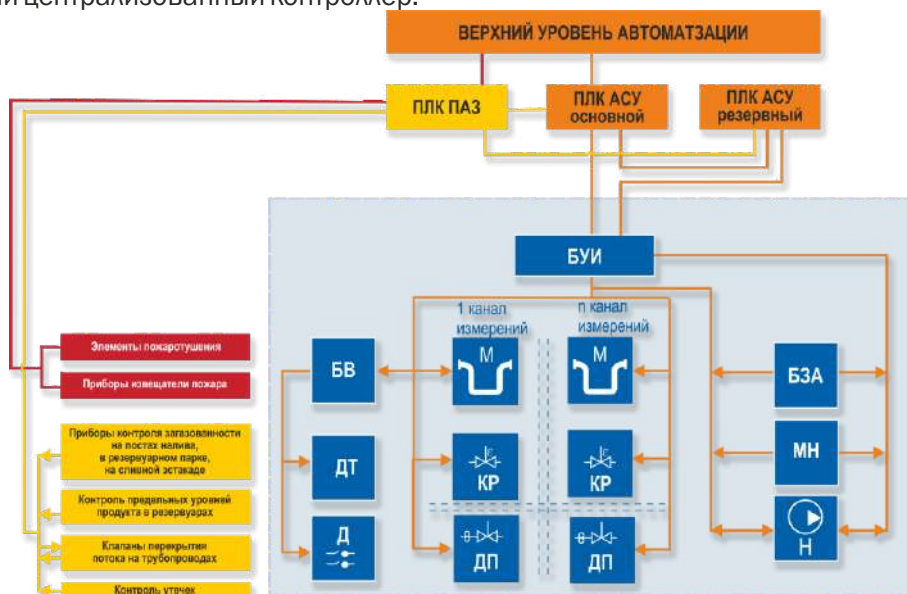 й централизованный контроллер.
ВЕРХНИЙ УРОВЕНЬ АВТОМАТЗАЦИИ
ПЛК ПАЗ
ПЛК АСУ
основной
ПЛК АСУ
резервный
БУИ
1 канал
измерений
n канал
измерений
М
М
БВ
БЗА
Элементы пожаротушения
Приборы извещатели пожара
Приборы контроля загазованности
на постах налива,
в резервуарном парке,
на сливной эстакаде
ДТ
КР
КР
МН
Контроль предельных уровней
продукта в резервуарах
Клапаны перекрытия
потока на трубопроводах
Д
ДП
ДП
Н
Контроль утечек